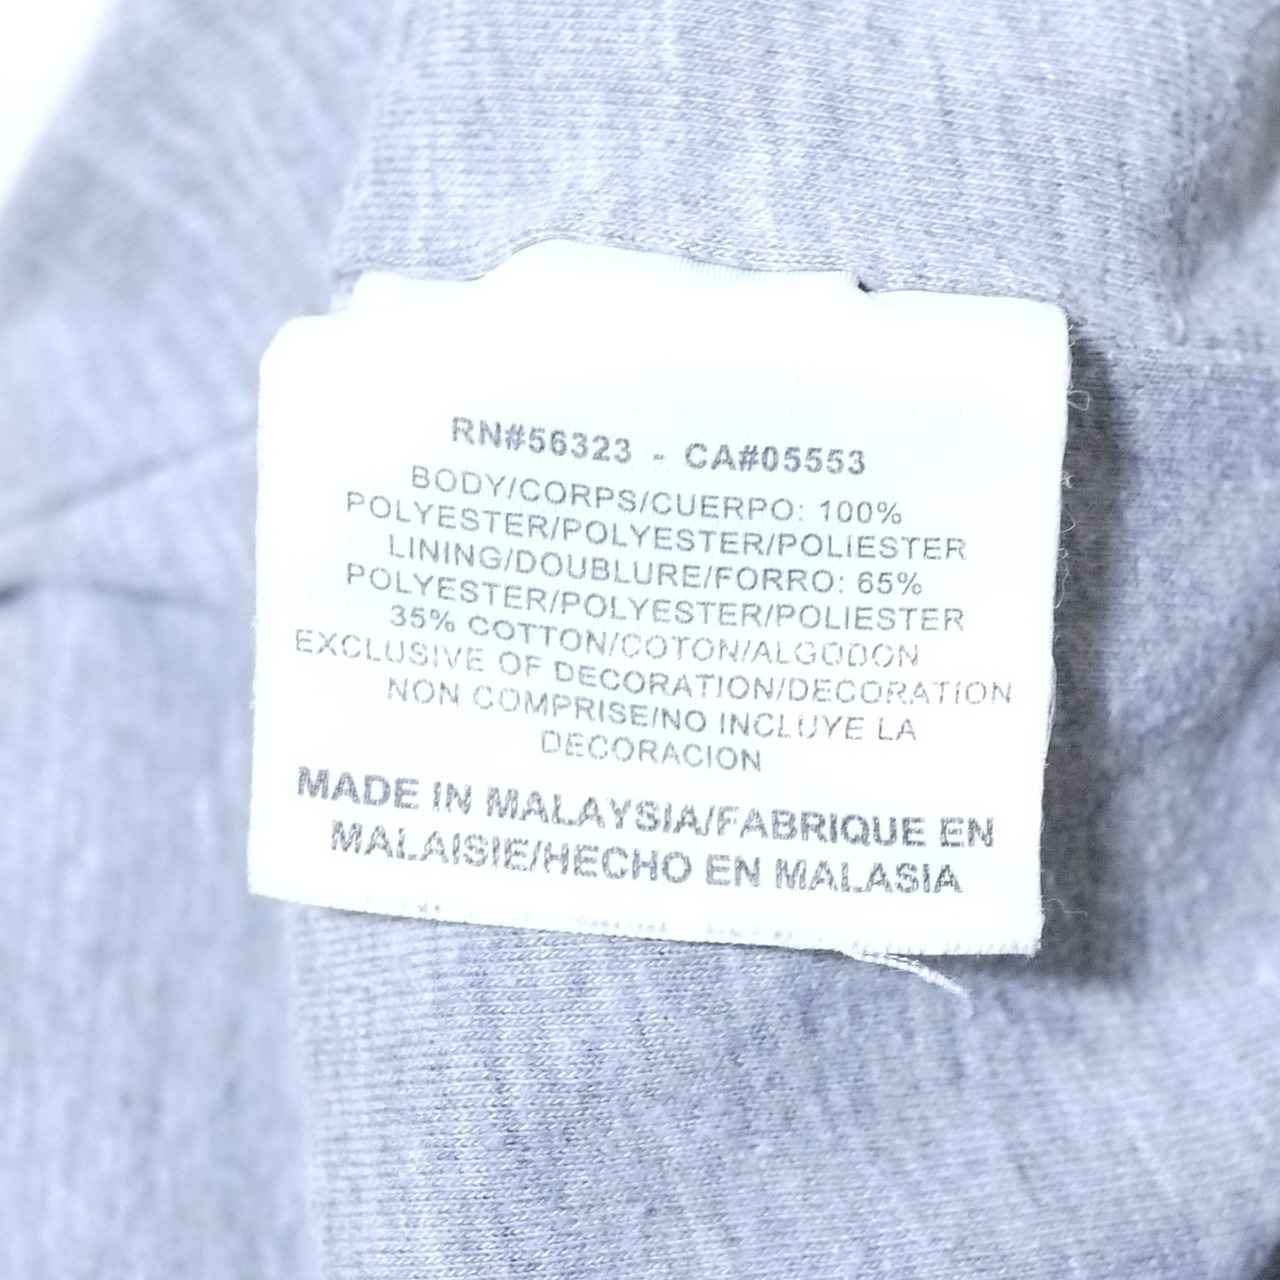 RN#56323 - CA#05553
BODY/CORPS/CUERPO: 100%
POLYESTER/POLYESTER/POLIESTER
LINING/DOUBLURE/FORRO: 65%
POLYESTER/POLYESTER/POLIESTER
35% COTTON/COTON/ALGODON
EXCLUSIVE OF DECORATION/DECORATION
NON COMPRISE/NO INCLUYE LA
DECORACION
MADE IN MALAYSIA/FABRIQUE EN
MALAISIE/HECHO EN MALASIA